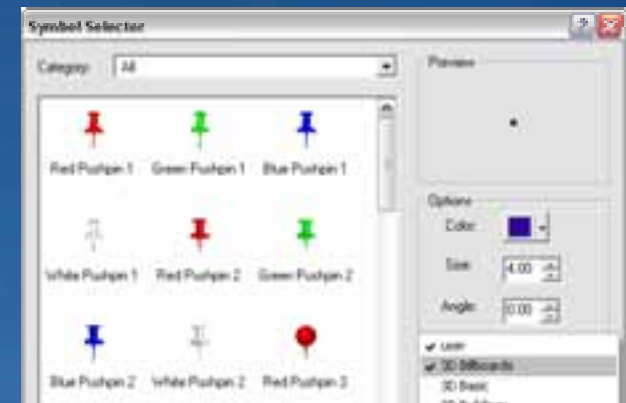 Symbol Selector
Category: All
Preview
Red Pushpin 1 Green Pushpin 1 Blue Pushpin 1
Options
Color:
White Pushpin 1 Red Pushpin 2 Green Pushpin 2
Size: 4.00
Angle: 0.00
user
3D Billboards
3D Basic
Blue Pushpin 2 White Pushpin 2 Red Pushpin 3